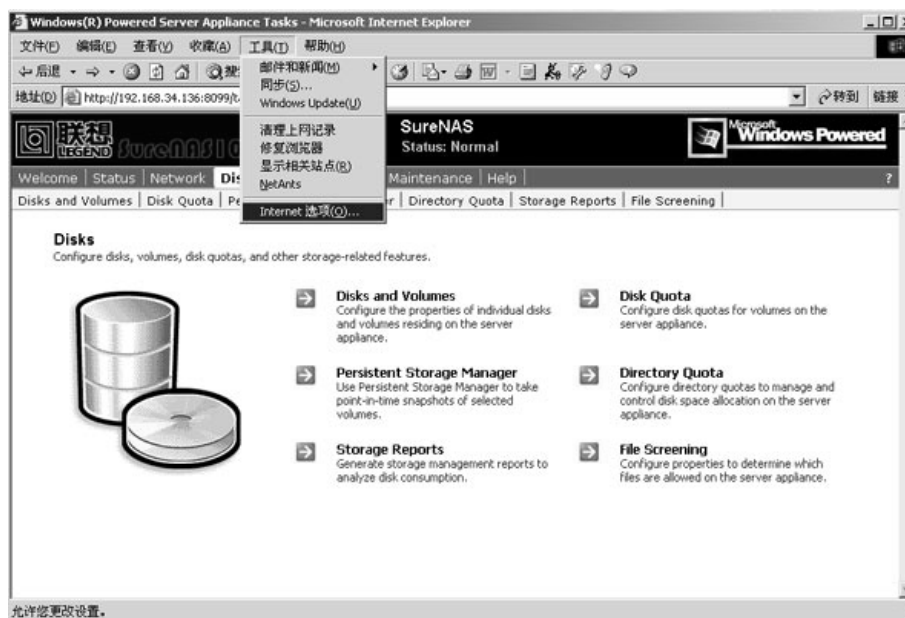 Windows(R) Powered Server Appliance Tasks - Microsoft Internet Explorer
文件(F) 编辑(E) 查看(V) 收藏(A) 工具(T) 帮助(H)
后退
地址(D) http://192.168.34.136:8099/t
转到 链接
邮件和新闻(M)
同步(S)...
Windows Update(U)
清理上网记录
修复浏览器
显示相关站点(R)
NetAnts
Internet 选项(O)...
联想
LEGEND SureNAS10
SureNAS
Status: Normal
Microsoft
Windows Powered
Welcome Status Network Dis Maintenance Help ?
Disks and Volumes Disk Quota Pe r Directory Quota Storage Reports File Screening
Disks
Configure disks, volumes, disk quotas, and other storage-related features.
Disks and Volumes
Configure the properties of individual disks
and volumes residing on the server
appliance.
Disk Quota
Configure disk quotas for volumes on the
server appliance.
Persistent Storage Manager
Use Persistent Storage Manager to take
point-in-time snapshots of selected
volumes.
Directory Quota
Configure directory quotas to manage and
control disk space allocation on the server
appliance.
Storage Reports
Generate storage management reports to
analyze disk consumption.
File Screening
Configure properties to determine which
files are allowed on the server appliance.
允许您更改设置。